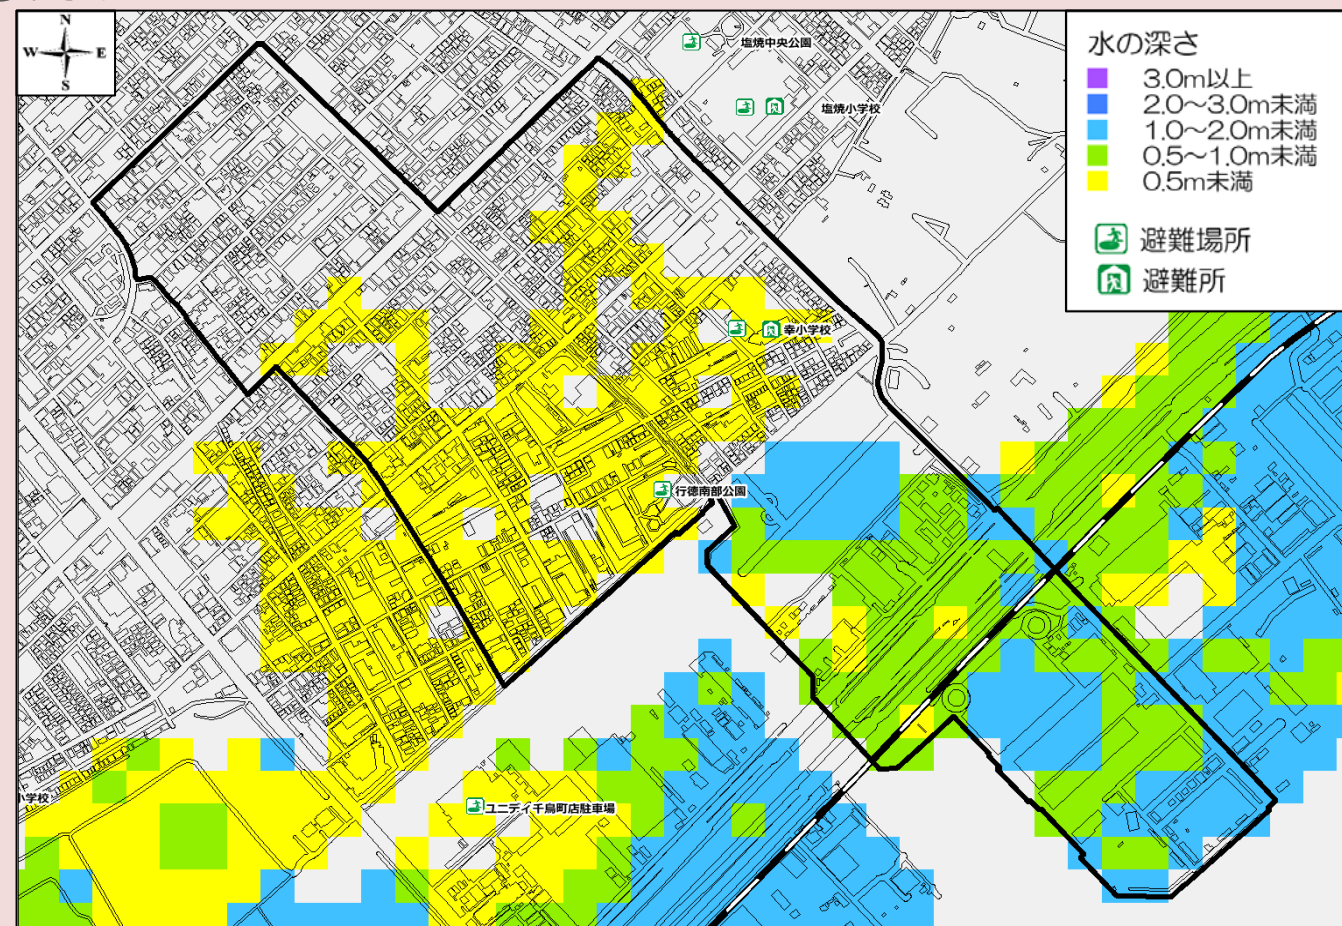 N
W E
S
水の深さ
3.0m以上
2.0～3.0m未満
1.0～2.0m未満
0.5～1.0m未満
0.5m未満
避難場所
避難所
塩焼中央公園
塩焼小学校
幸小学校
行徳南部公園
小学校
ユニディ千鳥町店駐車場